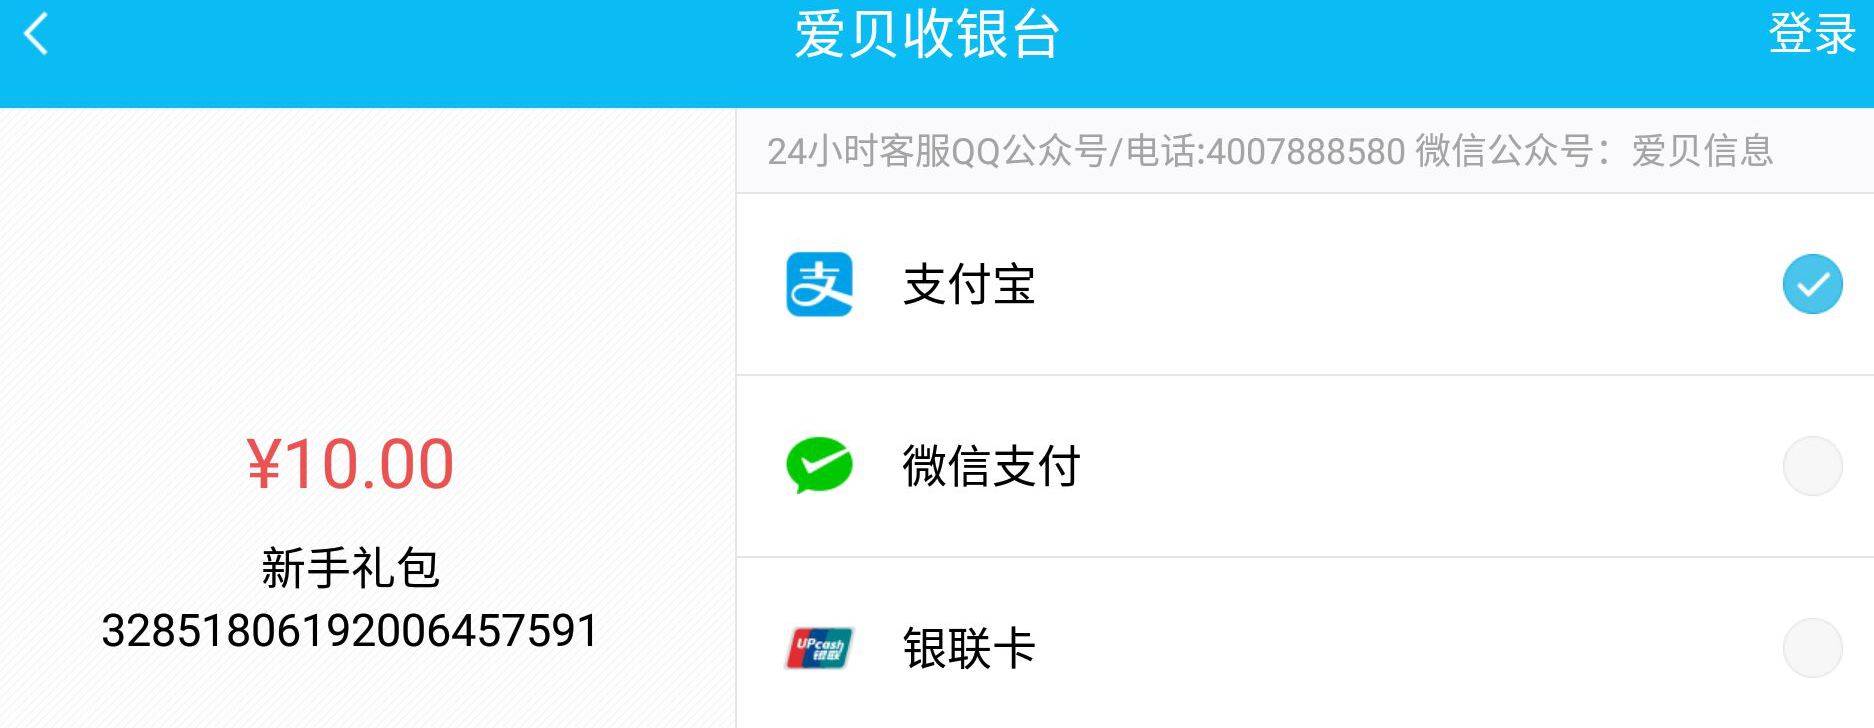 爱贝收银台
登录
24小时客服QQ公众号/电话:4007888580 微信公众号：爱贝信息
¥10.00
新手礼包
32851806192006457591
支 支付宝
微信支付
UPcash
银联
银联卡